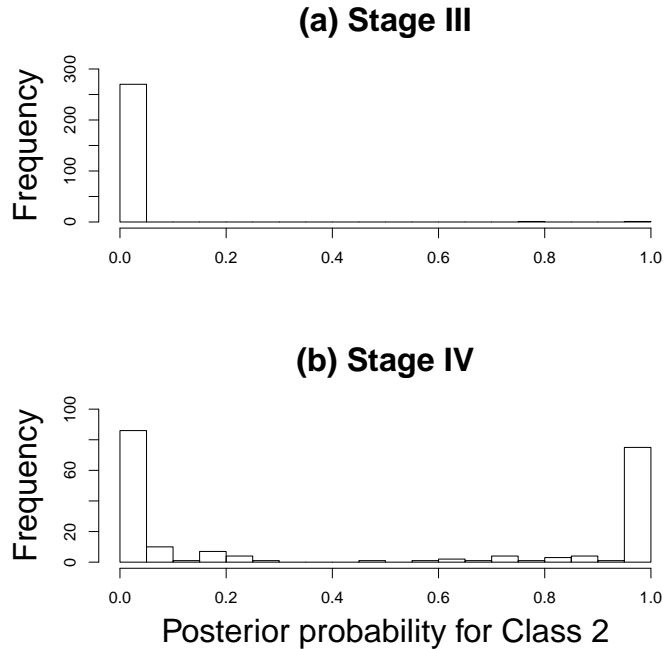 (a) Stage III
Frequency
0 100 200 300
0.0 0.2 0.4 0.6 0.8 1.0
(b) Stage IV
Frequency
0 20 60 100
0.0 0.2 0.4 0.6 0.8 1.0
Posterior probability for Class 2